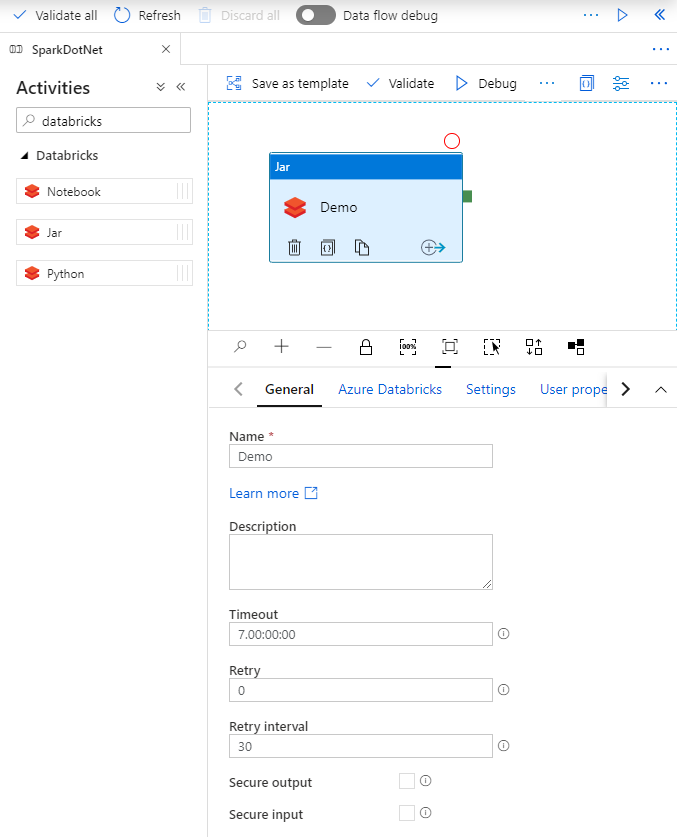 Validate all Refresh Discard all Data flow debug
SparkDotNet
Activities
Save as template Validate Debug
databricks
Databricks
Notebook
Jar
Python
Jar
Demo
100%
General Azure Databricks Settings User prope
Name *
Demo
Learn more
Description
Timeout
7.00:00:00
Retry
0
Retry interval
30
Secure output
Secure input